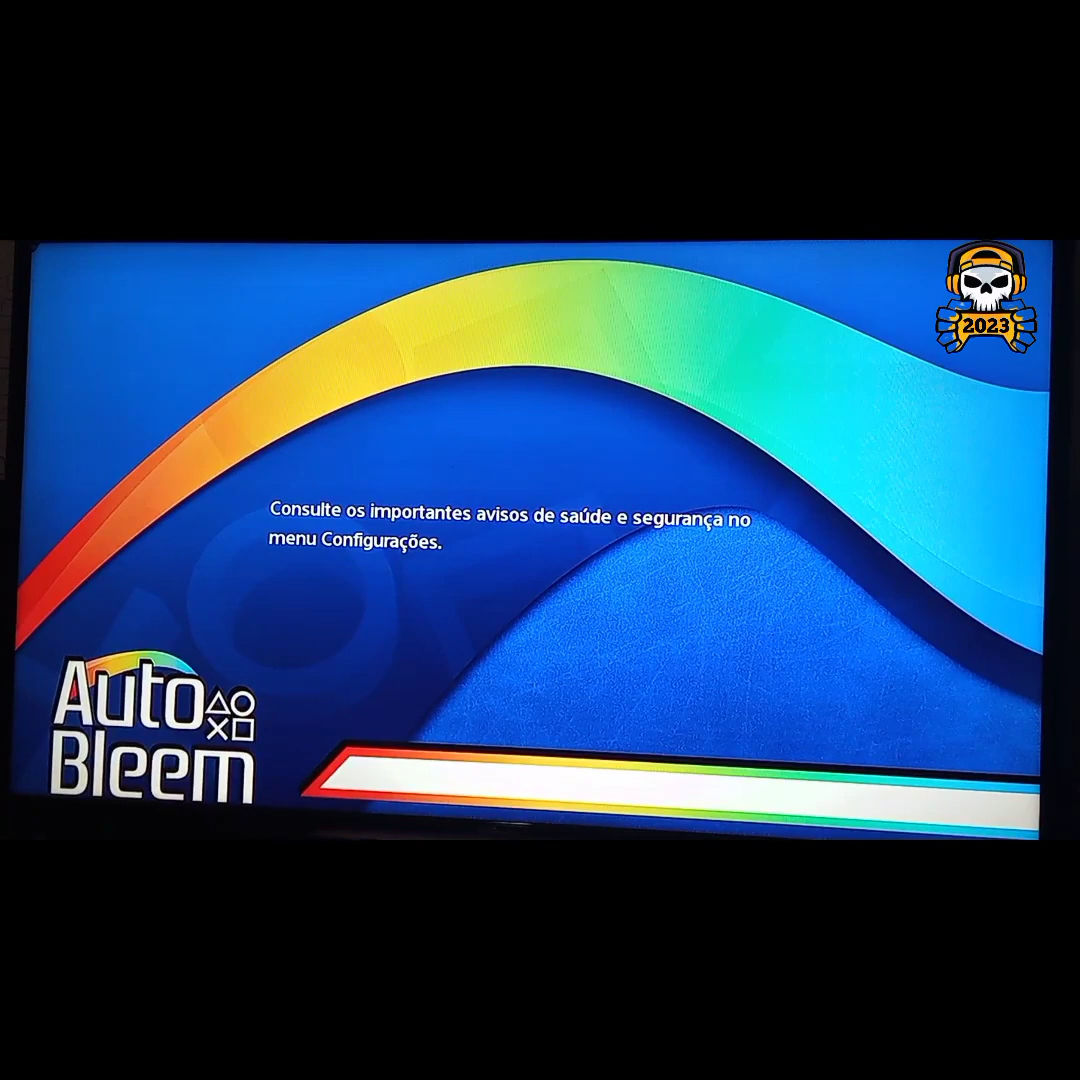 2023
Consulte os importantes avisos de saúde e segurança no
menu Configurações.
Auto
Bleem